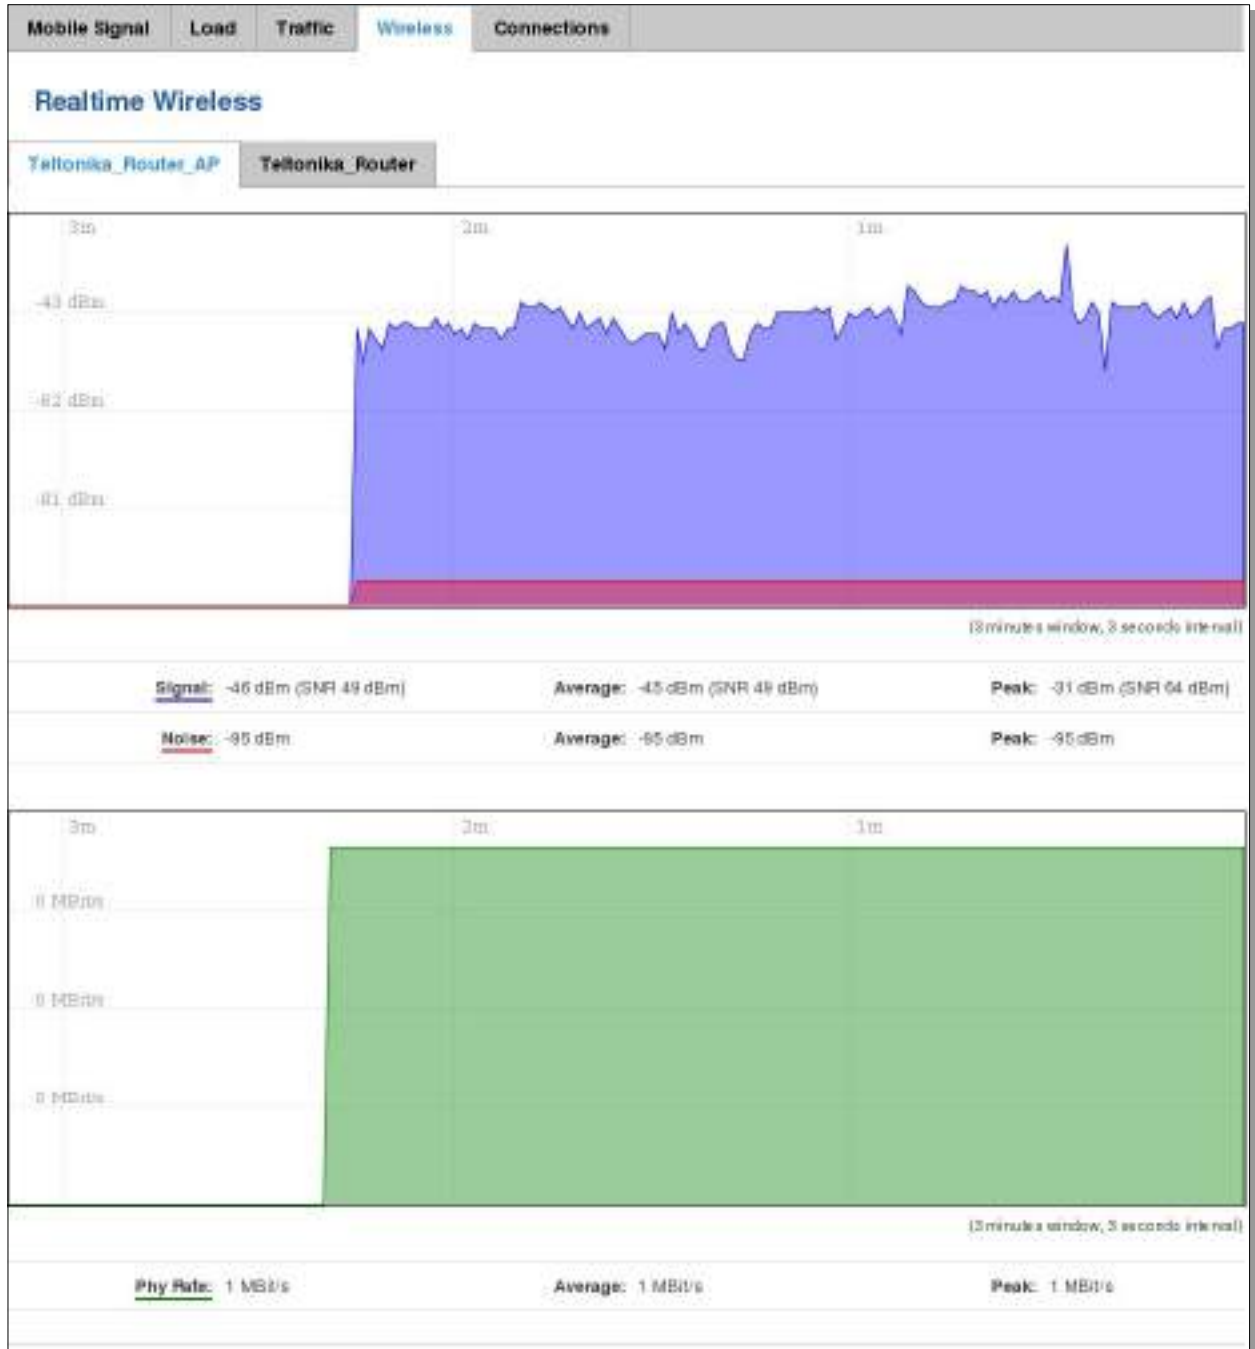 Mobile Signal Load Traffic Wireless Connections
Realtime Wireless
Teltonika_Router_AP Teltonika_Router
3m 2m 1m
-43 dBm
-62 dBm
-81 dBm
(3 minutes window, 3 seconds interval)
Signal: -46 dBm (SNR 49 dBm) Average: -45 dBm (SNR 49 dBm) Peak: -31 dBm (SNR 64 dBm)
Noise: -95 dBm Average: -95 dBm Peak: -95 dBm
3m 2m 1m
0 MBit/s
0 MBit/s
0 MBit/s
(3 minutes window, 3 seconds interval)
Phy Rate: 1 MBit/s Average: 1 MBit/s Peak: 1 MBit/s